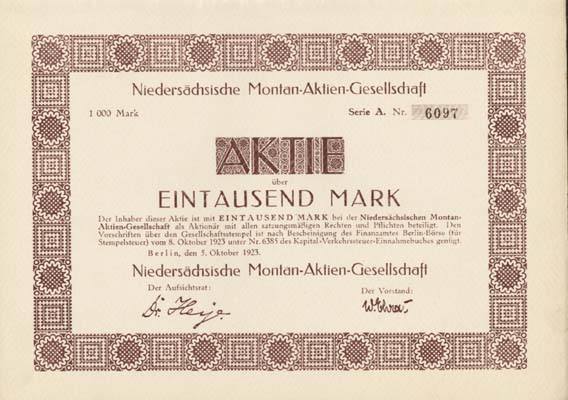 Niedersächsische Montan-Aktien-Gesellschaft
1 000 Mark Serie A. Nr. 6097
AKTIE
über
EINTAUSEND MARK
Der Inhaber dieser Aktie ist mit EINTAUSEND MARK bei der Niedersächsischen Montan-
Aktien-Gesellschaft als Aktionär mit allen satzungsmäßigen Rechten und Pflichten beteiligt. Den
Vorschriften über den Gesellschaftsstempel ist nach Bescheinigung des Finanzamtes Berlin-Börse (für
Stempelsteuer) vom 8. Oktober 1923 unter Nr. 6385 des Kapital-Verkehrssteuer-Einnahmebuches genügt.
Berlin, den 5. Oktober 1923.
Niedersächsische Montan-Aktien-Gesellschaft
Der Aufsichtsrat: Der Vorstand:
Dr.